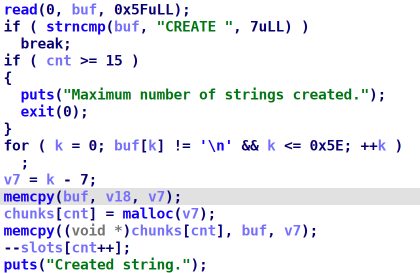 read(0, buf, 0x5FuLL);
if ( strncmp(buf, "CREATE ", 7uLL) )
break;
if ( cnt >= 15 )
{
puts("Maximum number of strings created.");
exit(0);
}
for ( k = 0; buf[k] != '\n' && k <= 0x5E; ++k )
;
v7 = k - 7;
memcpy(buf, v18, v7);
chunks[cnt] = malloc(v7);
memcpy((void *)chunks[cnt], buf, v7);
--slots[cnt++];
puts("Created string.");